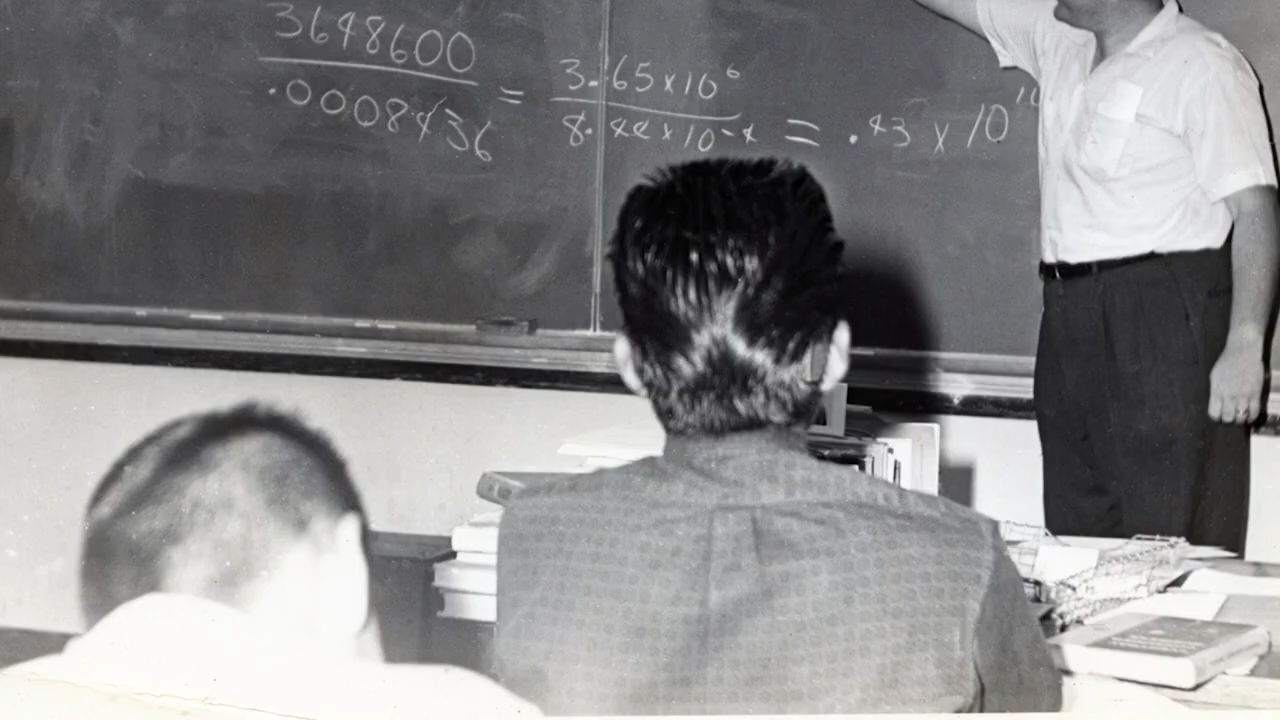 3648600 / .0008436 = 3.65 x 10⁶ / 8.44 x 10⁻⁴ = .43 x 10¹⁰